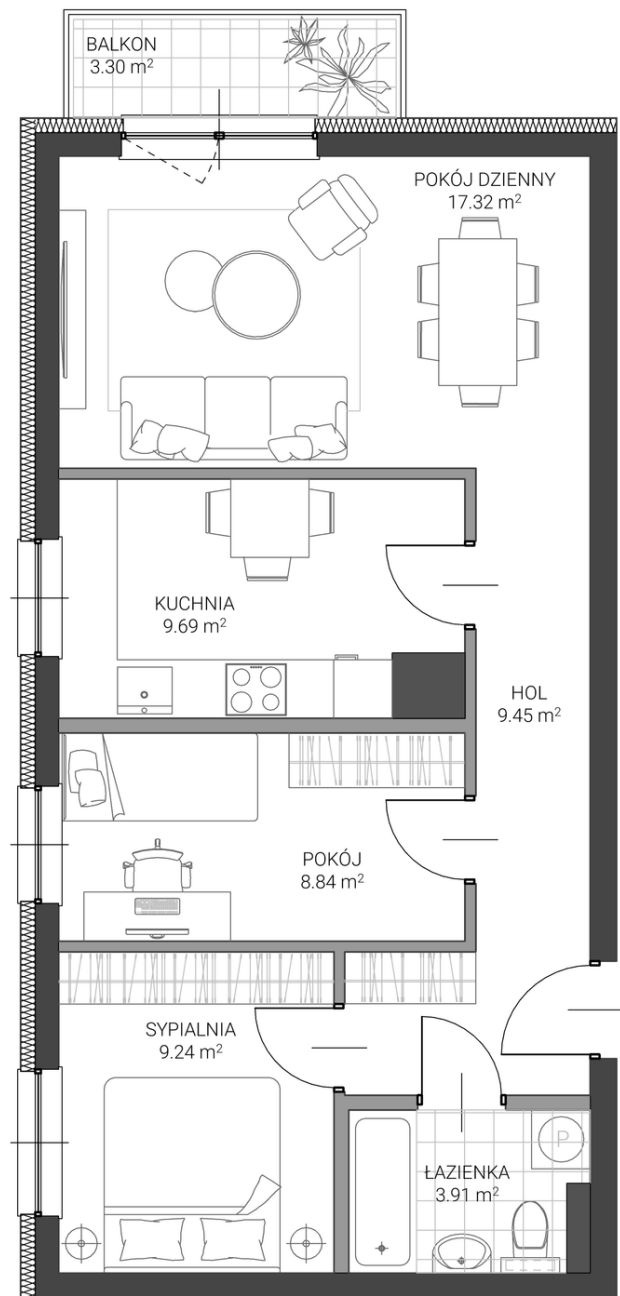 BALKON
3.30 m²
POKÓJ DZIENNY
17.32 m²
KUCHNIA
9.69 m²
HOL
9.45 m²
POKÓJ
8.84 m²
SYPIALNIA
9.24 m²
P
ŁAZIENKA
3.91 m²